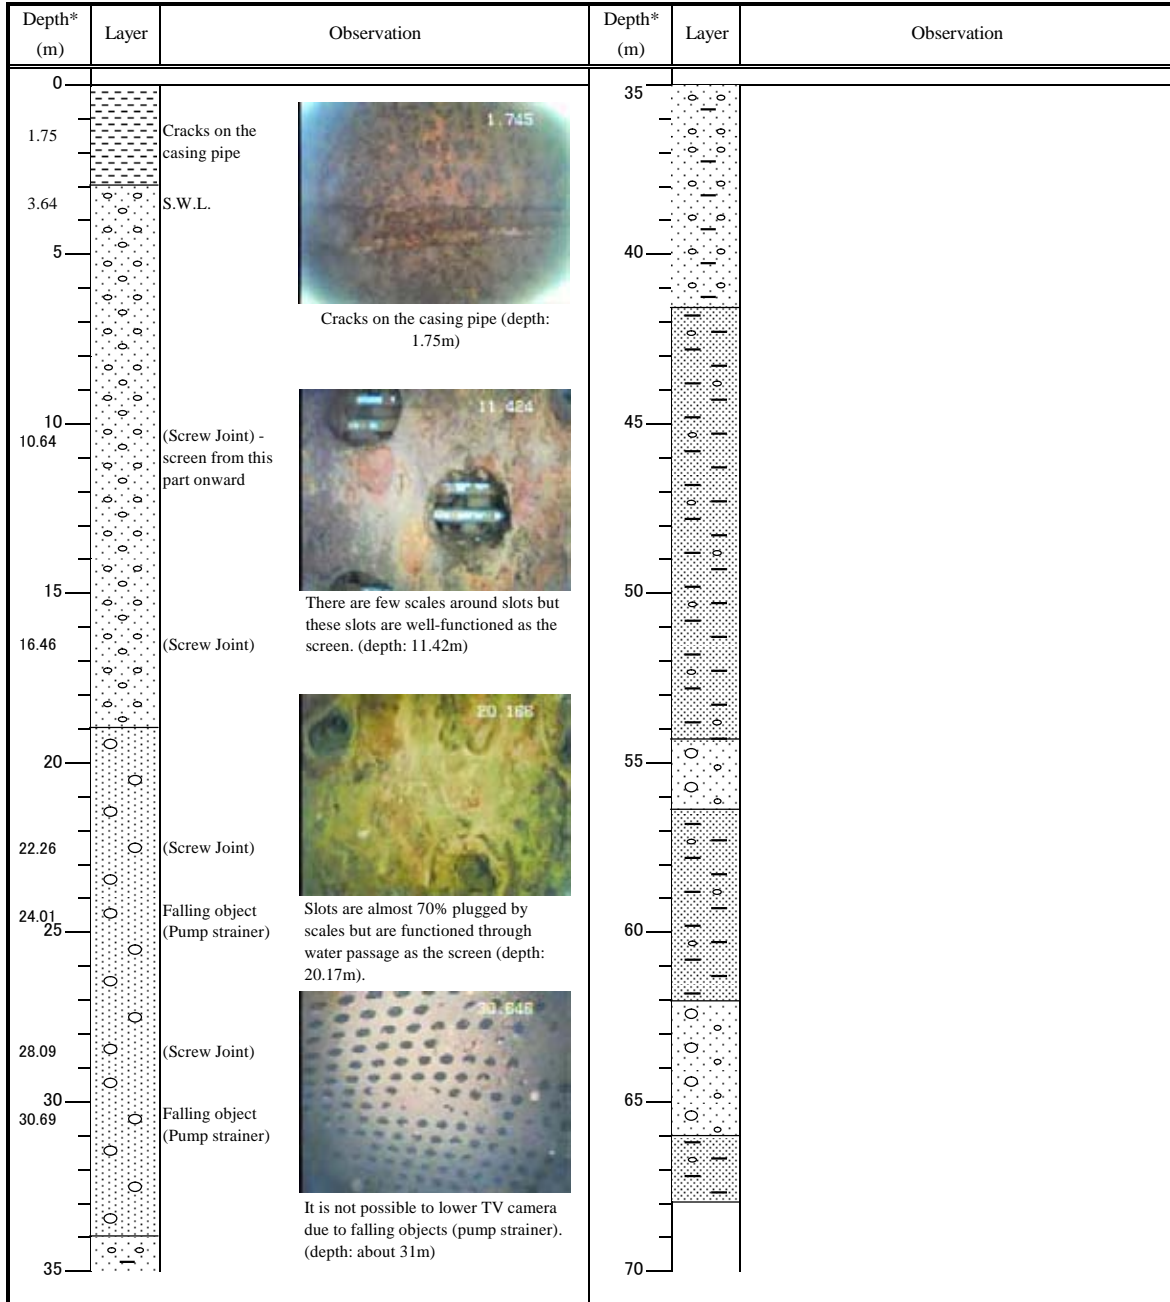 Depth*
(m)
Layer
Observation
Depth*
(m)
Layer
Observation
0
1.75
Cracks on the
casing pipe
1.745
3.64
S.W.L.
5
Cracks on the casing pipe (depth:
1.75m)
10
10.64
(Screw Joint) -
screen from this
part onward
11.424
15
There are few scales around slots but
these slots are well-functioned as the
screen. (depth: 11.42m)
16.46
(Screw Joint)
20
20.166
22.26
(Screw Joint)
24.01
Falling object
(Pump strainer)
25
Slots are almost 70% plugged by
scales but are functioned through
water passage as the screen (depth:
20.17m).
28.09
(Screw Joint)
30
30.646
30.69
Falling object
(Pump strainer)
It is not possible to lower TV camera
due to falling objects (pump strainer).
(depth: about 31m)
35
35
40
45
50
55
60
65
70